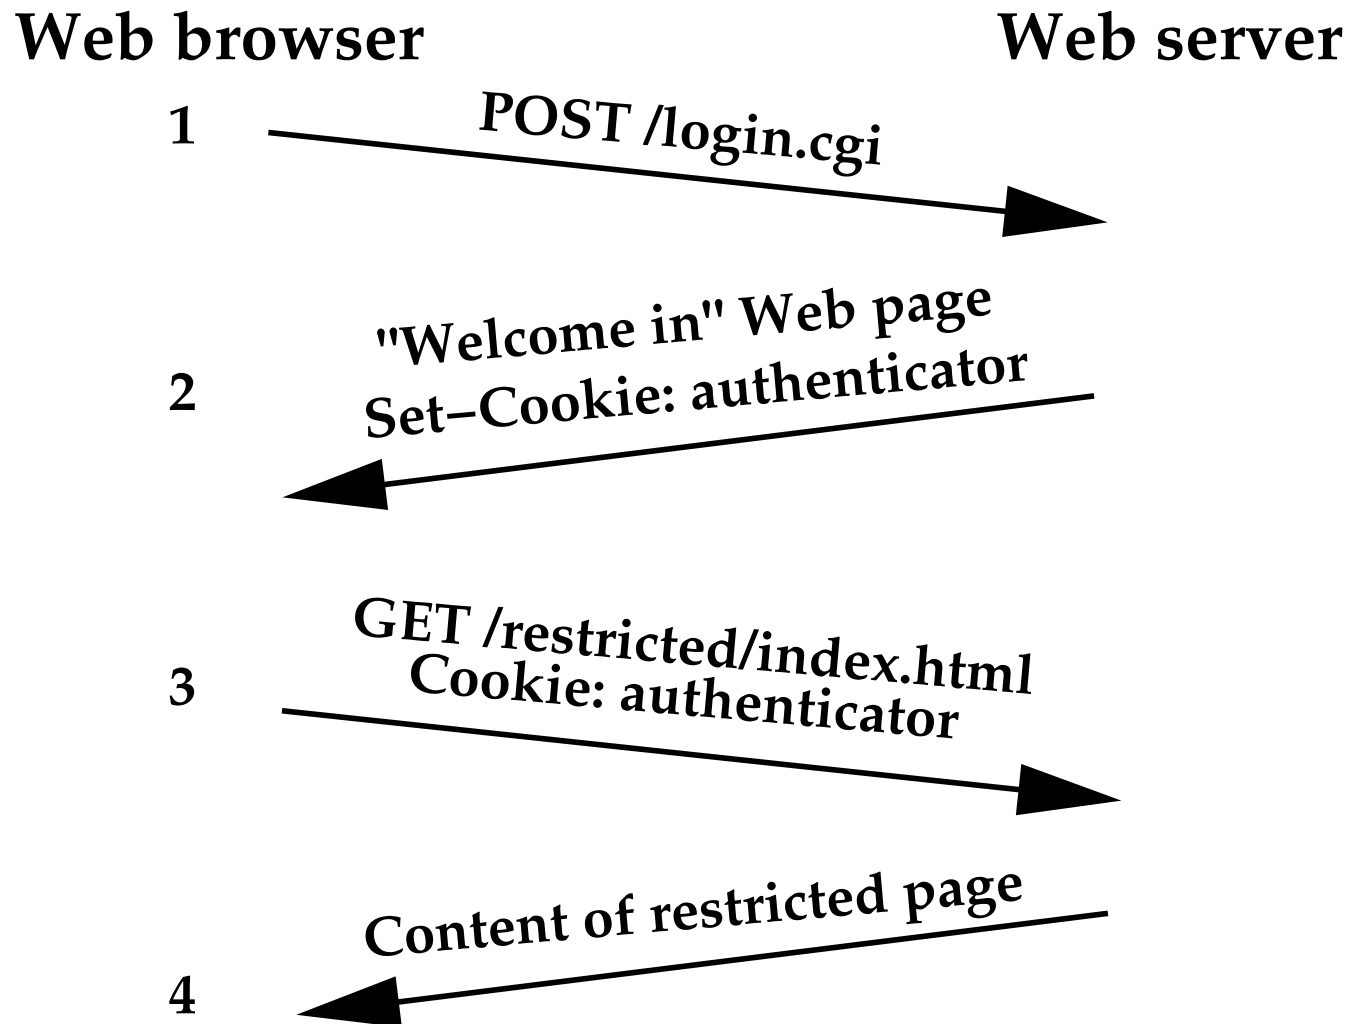 Web browser
Web server
1
POST /login.cgi
2
"Welcome in" Web page
Set–Cookie: authenticator
3
GET /restricted/index.html
Cookie: authenticator
Content of restricted page
4